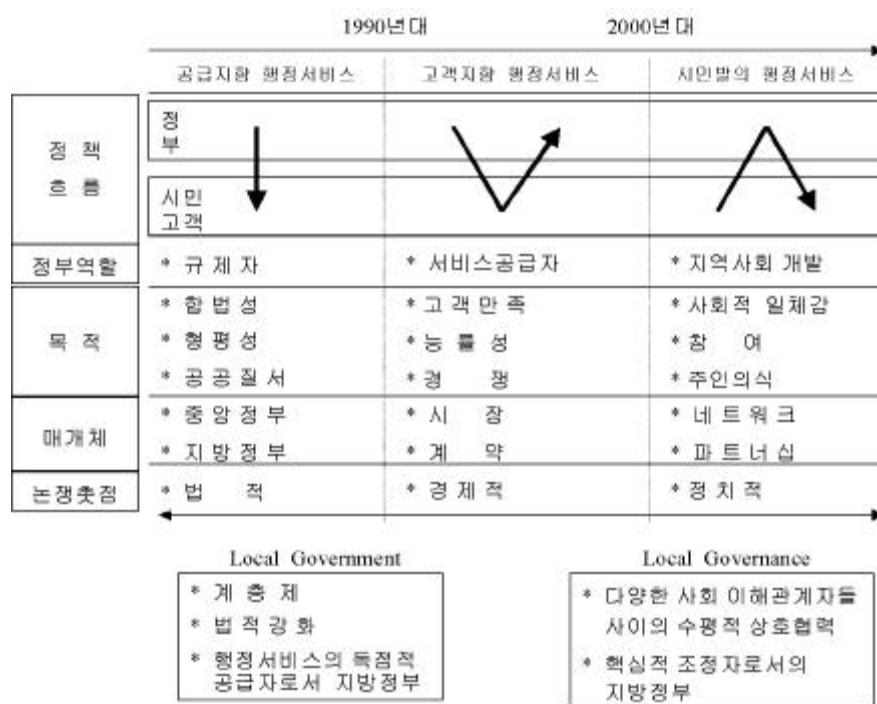 1990년대 2000년대
공급지향 행정서비스 고객지향 행정서비스 시민발의 행정서비스
정책
흐름
정
부
시민
고객
정부역할 * 규제자 * 서비스공급자 * 지역사회 개발
목적
* 합법성 * 고객만족 * 사회적 일체감
* 형평성 * 능률성 * 참 여
* 공공질서 * 경 쟁 * 주인의식
매개체
* 중앙정부 * 시 장 * 네트워크
* 지방정부 * 계 약 * 파트너십
논쟁촛점 * 법 적 * 경제적 * 정치적
Local Government
* 계층제
* 법적강화
* 행정서비스의 독점적
공급자로서 지방정부
Local Governance
* 다양한 사회 이해관계자들
사이의 수평적 상호협력
* 핵심적 조정자로서의
지방정부